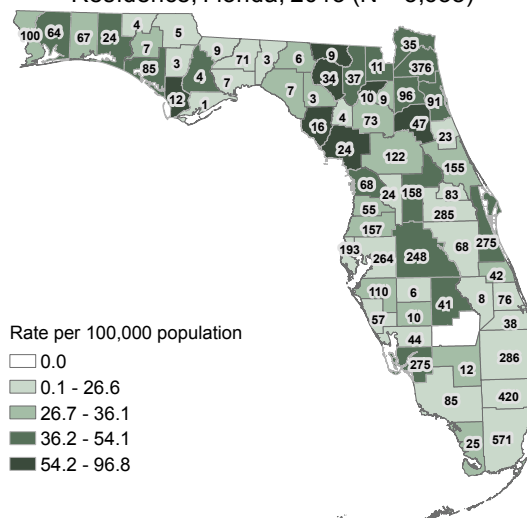 Residence, Florida,
100 64 67 24 4 5
7 3 9 71 3 6 9 35
85 4 7 34 37 11 376
12 1 7 3 10 9 96 91
16 4 73 47 23
24 122 155
68 24 158 83
55 285
157 68 275
193 264 248 42
110 6 41 8 76
57 10 38
44
275 12 286
85 420
25 571
Rate per 100,000 population
0.0
0.1 - 26.6
26.7 - 36.1
36.2 - 54.1
54.2 - 96.8